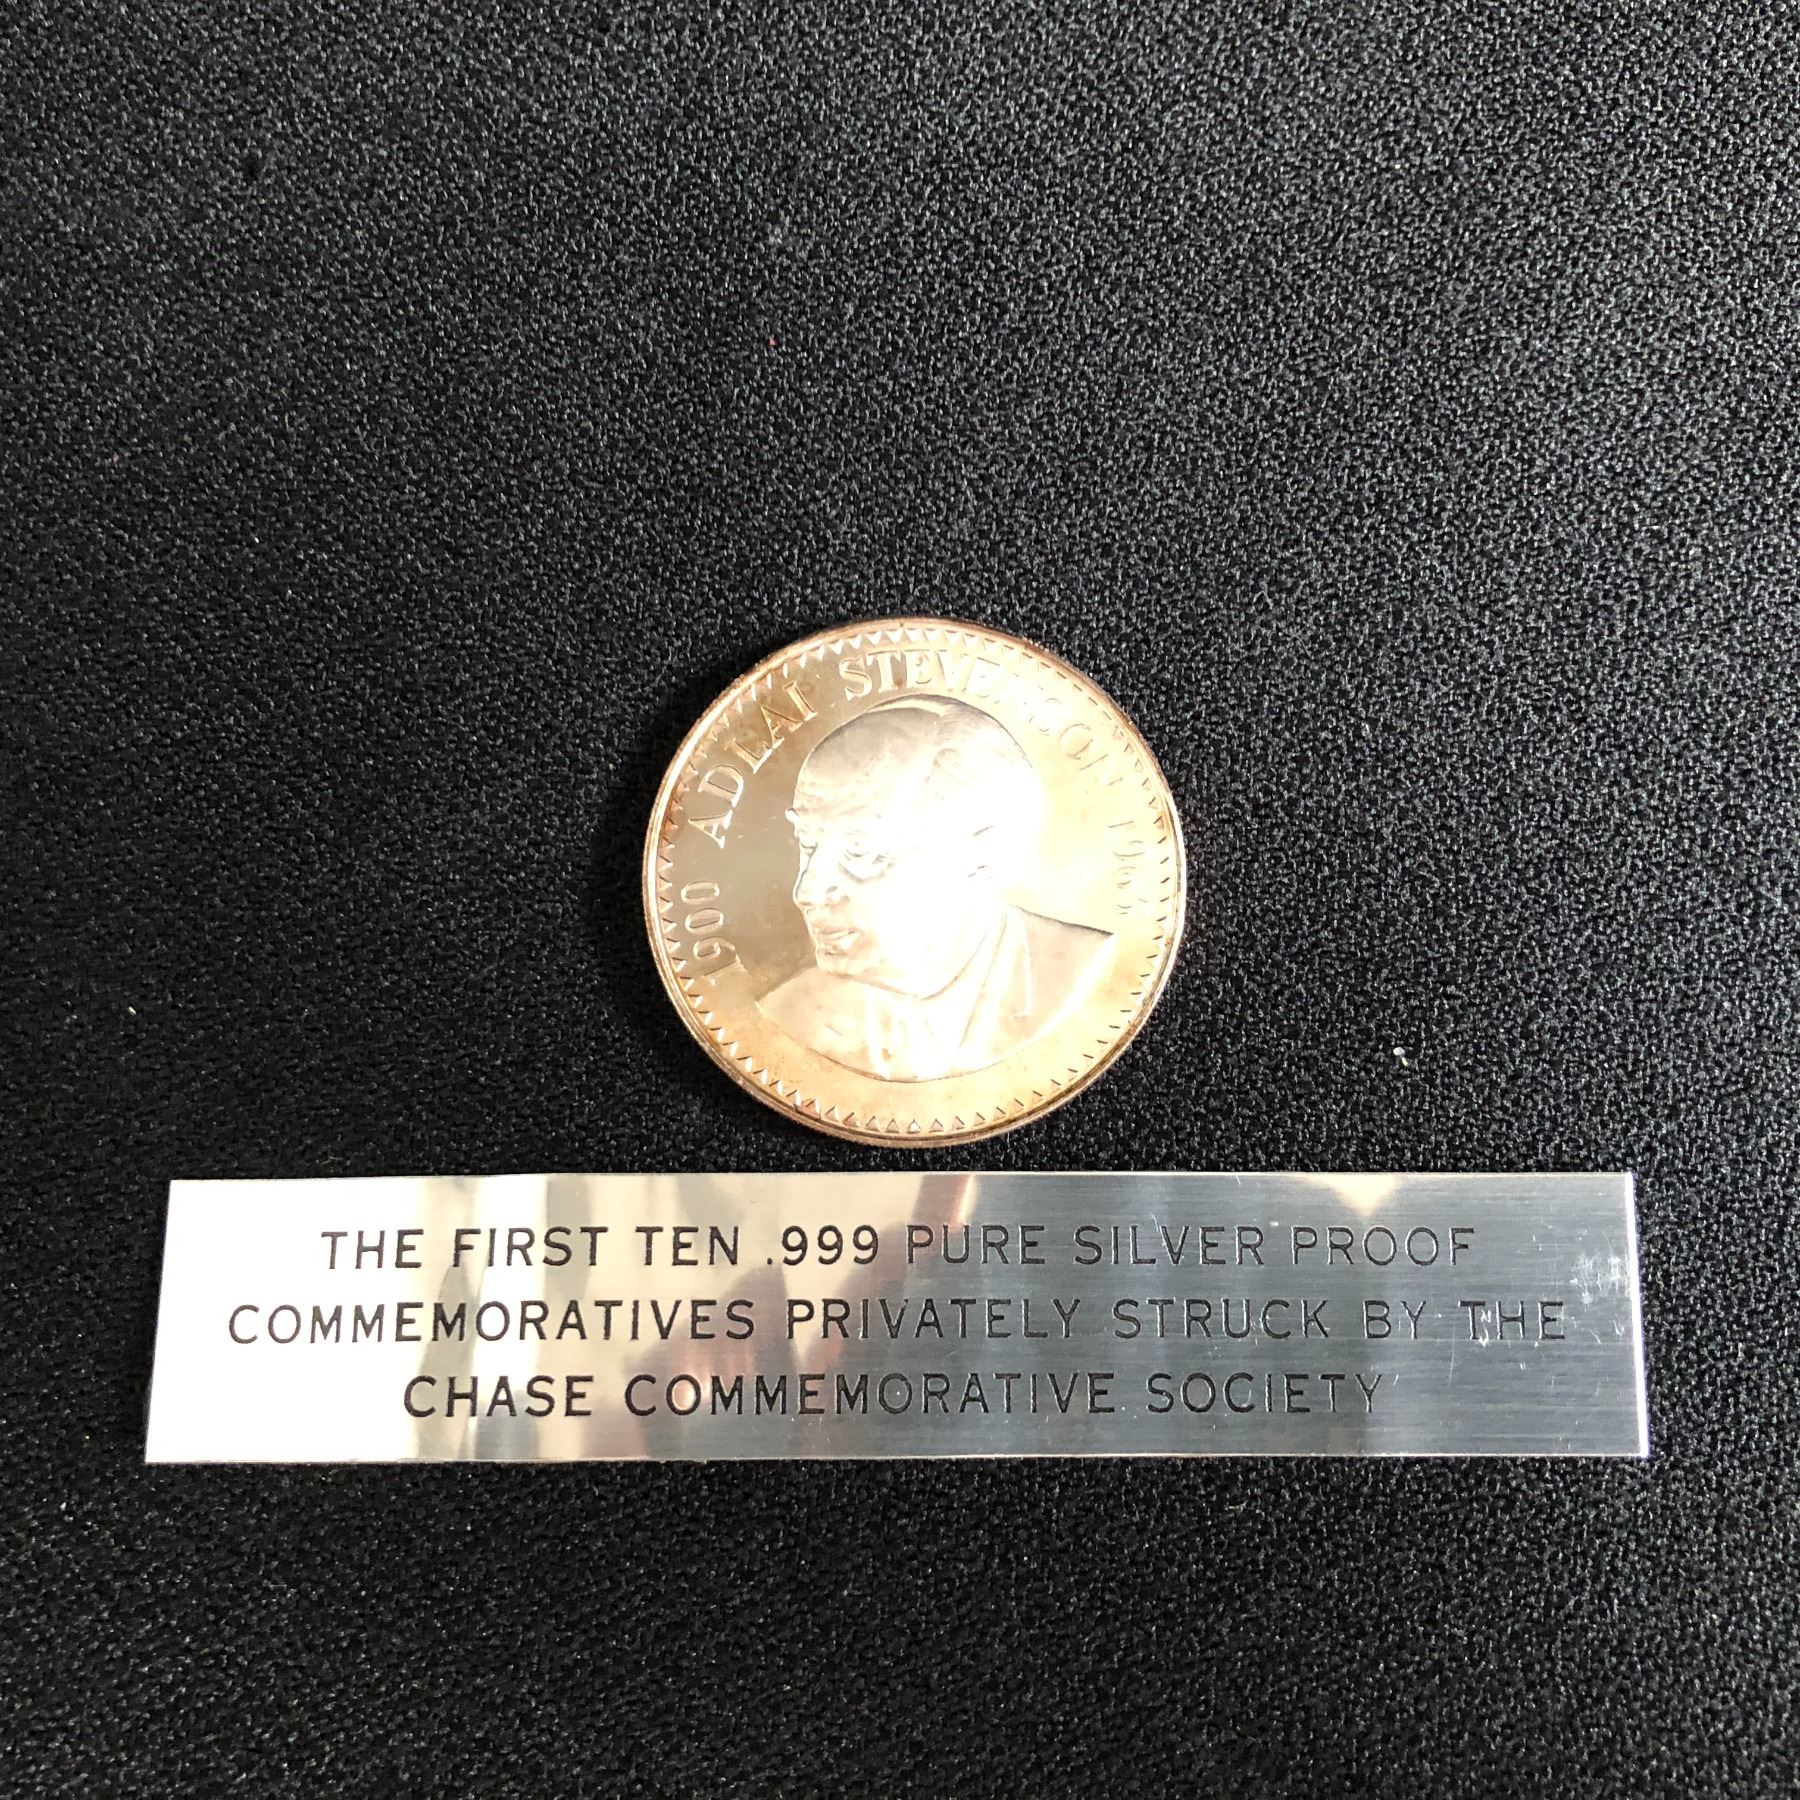 1900 ADLAI STEVENSON 1965
THE FIRST TEN .999 PURE SILVER PROOF
COMMEMORATIVES PRIVATELY STRUCK BY THE
CHASE COMMEMORATIVE SOCIETY